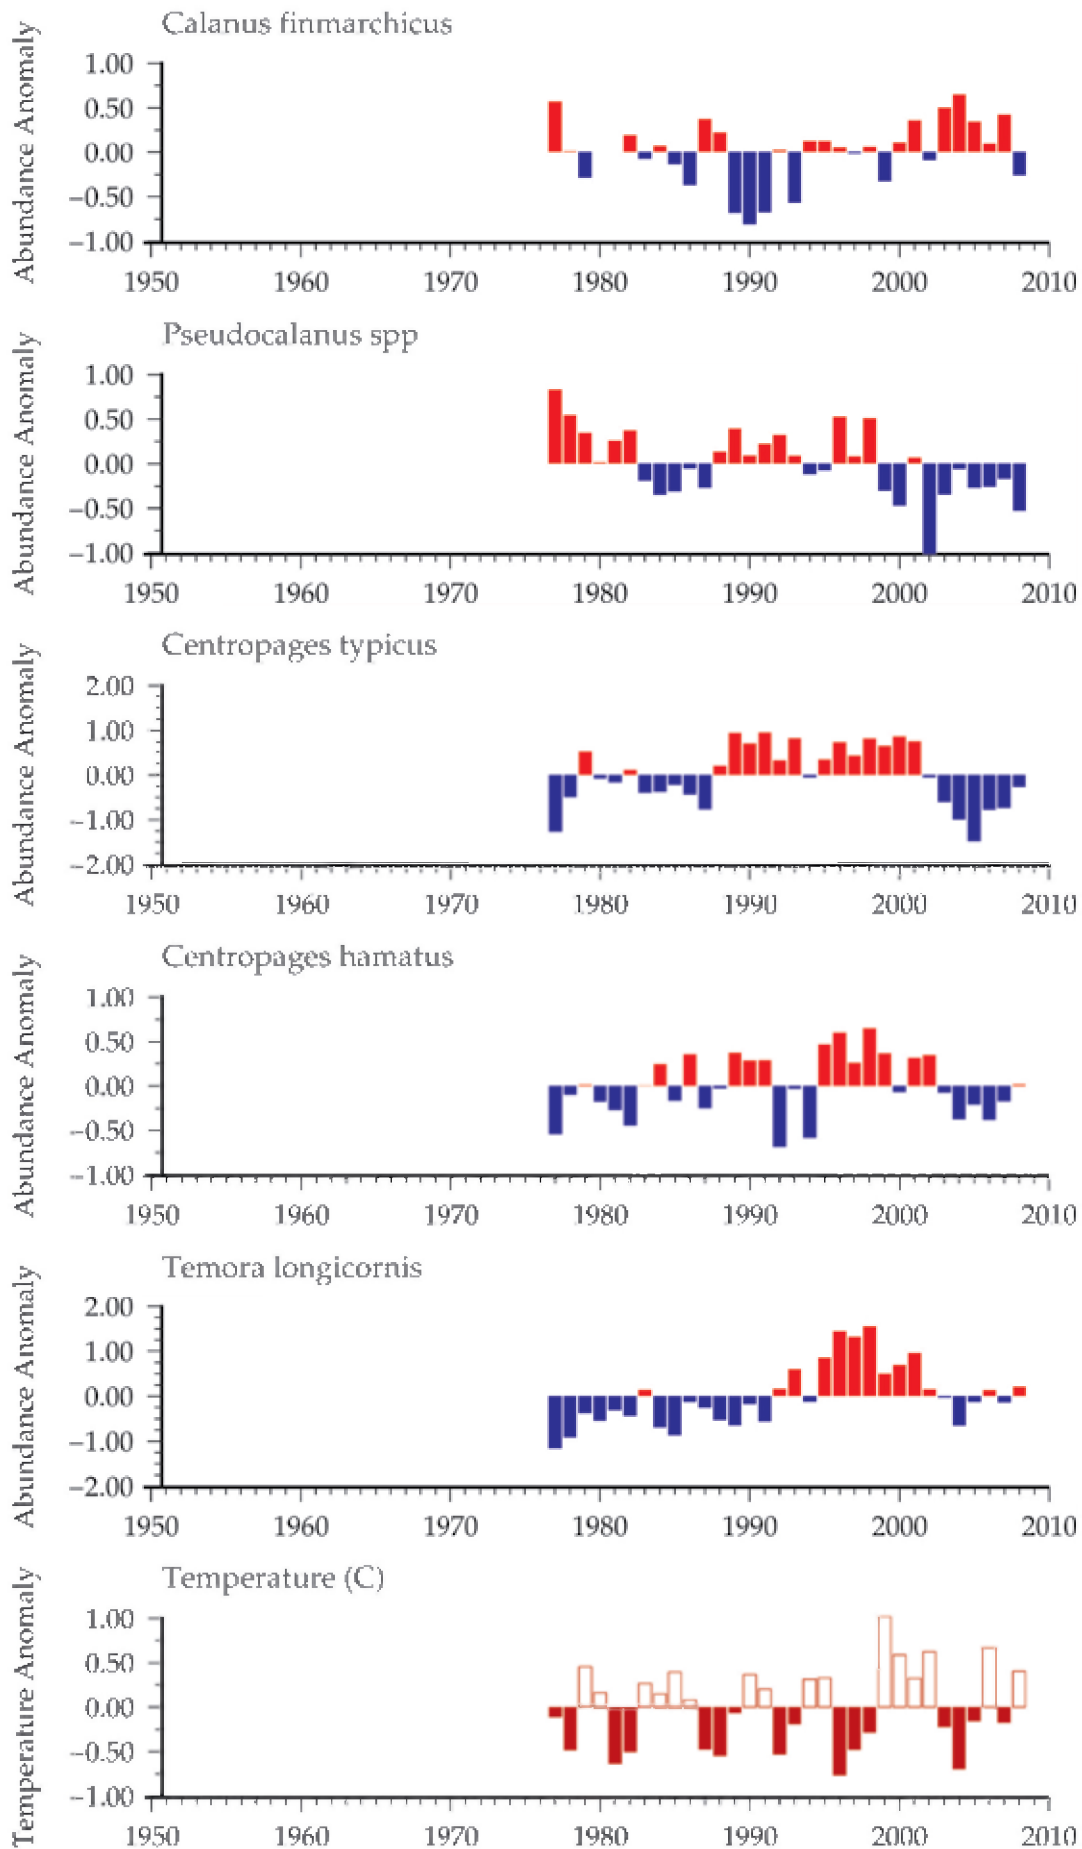 Calanus finmarchicus
Abundance Anomaly
1.00
0.50
0.00
−0.50
−1.00
1950 1960 1970 1980 1990 2000 2010
Pseudocalanus spp
Abundance Anomaly
1.00
0.50
0.00
−0.50
−1.00
1950 1960 1970 1980 1990 2000 2010
Centropages typicus
Abundance Anomaly
2.00
1.00
0.00
−1.00
−2.00
1950 1960 1970 1980 1990 2000 2010
Centropages hamatus
Abundance Anomaly
1.00
0.50
0.00
−0.50
−1.00
1950 1960 1970 1980 1990 2000 2010
Temora longicornis
Abundance Anomaly
2.00
1.00
0.00
−1.00
−2.00
1950 1960 1970 1980 1990 2000 2010
Temperature (C)
Temperature Anomaly
1.00
0.50
0.00
−0.50
−1.00
1950 1960 1970 1980 1990 2000 2010